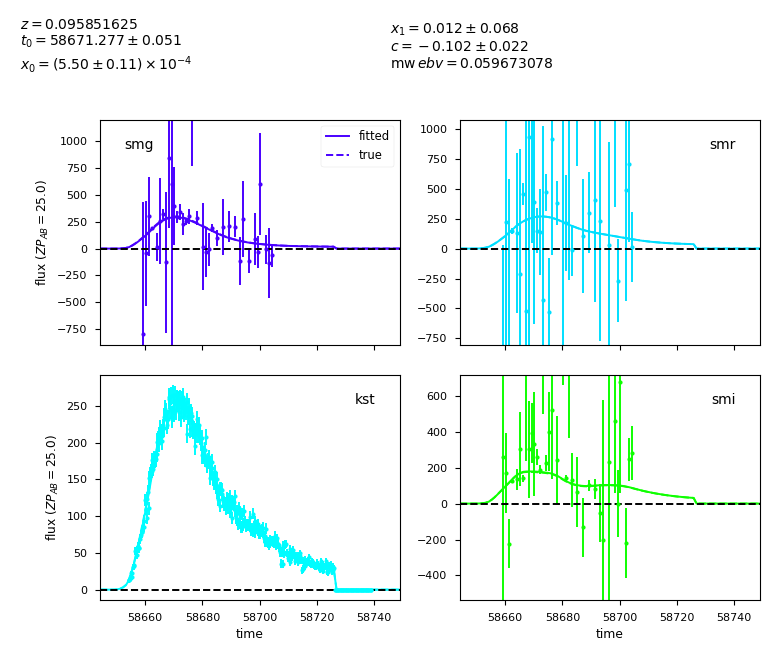 z = 0.095851625
t₀ = 58671.277 ± 0.051
x₀ = (5.50 ± 0.11) × 10⁻⁴
x₁ = 0.012 ± 0.068
c = −0.102 ± 0.022
mw ebv = 0.059673078
smg
fitted
true
1000
750
500
250
0
−250
−500
−750
flux (ZP_AB = 25.0)
smr
1000
750
500
250
0
−250
−500
−750
kst
250
200
150
100
50
0
flux (ZP_AB = 25.0)
58660 58680 58700 58720 58740
time
smi
600
400
200
0
−200
−400
58660 58680 58700 58720 58740
time